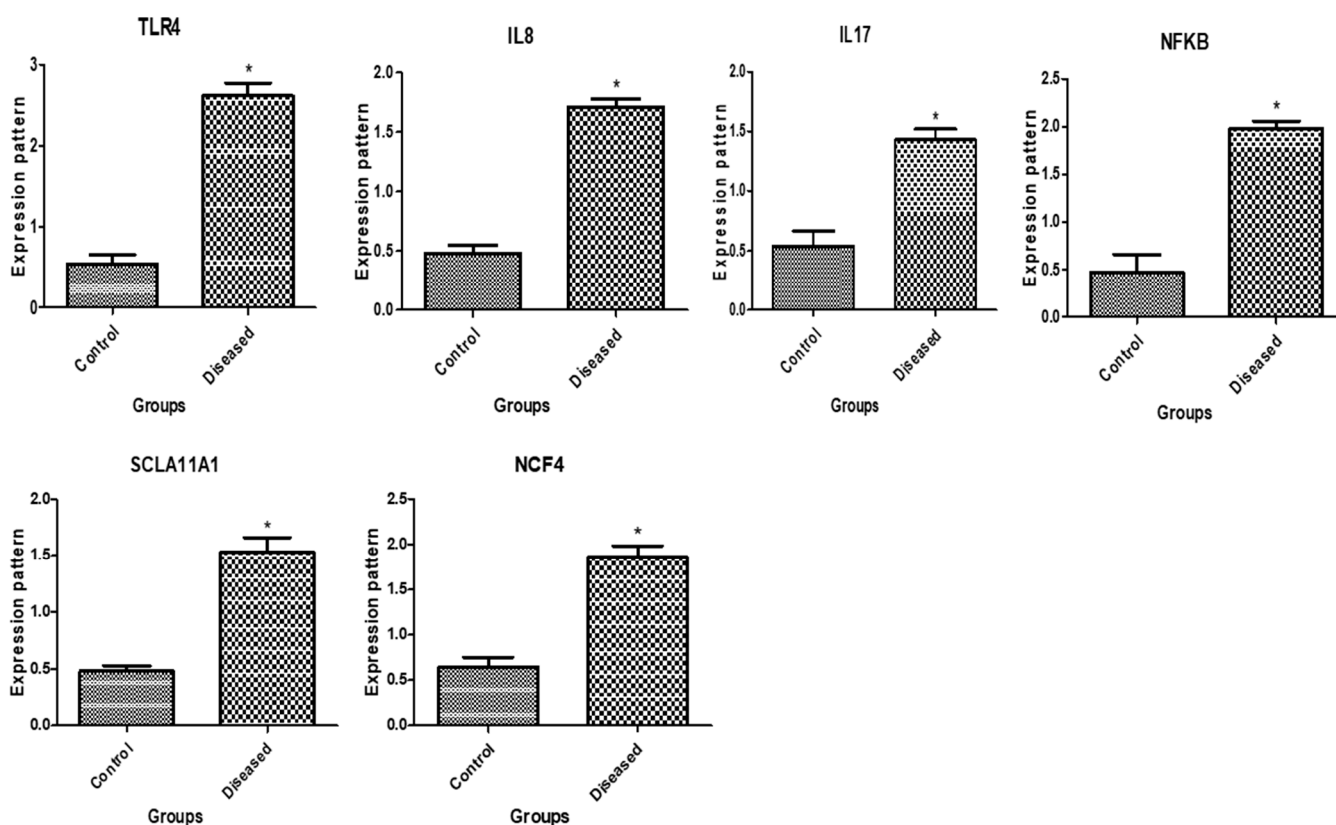 TLR4
3
2
1
0
Expression pattern
*
Control
Diseased
Groups
IL8
2.0
1.5
1.0
0.5
0.0
Expression pattern
*
Control
Diseased
Groups
IL17
2.0
1.5
1.0
0.5
0.0
Expression pattern
*
Control
Diseased
Groups
NFKB
2.5
2.0
1.5
1.0
0.5
0.0
Expression pattern
*
Control
Diseased
Groups
SCLA11A1
2.0
1.5
1.0
0.5
0.0
Expression pattern
*
Control
Diseased
Groups
NCF4
2.5
2.0
1.5
1.0
0.5
0.0
Expression pattern
*
Control
Diseased
Groups